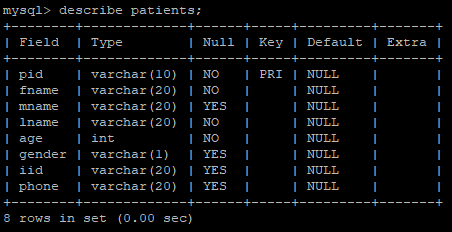 mysql> describe patients;
+--------+-------------+------+-----+---------+-------+
| Field  | Type        | Null | Key | Default | Extra |
+--------+-------------+------+-----+---------+-------+
| pid    | varchar(10) | NO   | PRI | NULL    |       |
| fname  | varchar(20) | NO   |     | NULL    |       |
| mname  | varchar(20) | YES  |     | NULL    |       |
| lname  | varchar(20) | NO   |     | NULL    |       |
| age    | int         | NO   |     | NULL    |       |
| gender | varchar(1)  | YES  |     | NULL    |       |
| iid    | varchar(20) | YES  |     | NULL    |       |
| phone  | varchar(20) | YES  |     | NULL    |       |
+--------+-------------+------+-----+---------+-------+
8 rows in set (0.00 sec)